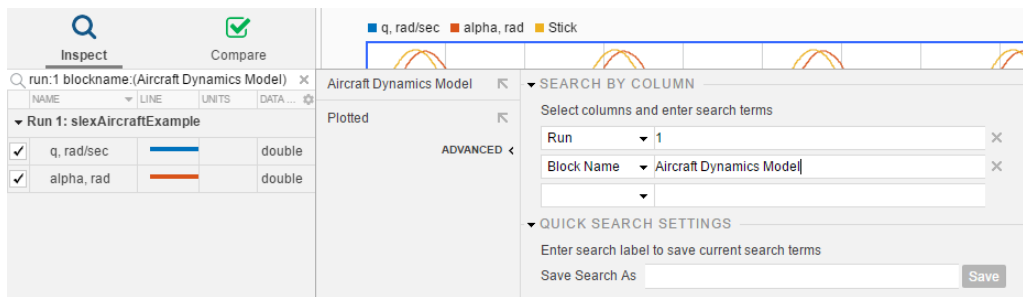 Inspect
Compare
run:1 blockname:(Aircraft Dynamics Model)
NAME LINE UNITS DATA ...
Run 1: slexAircraftExample
q, rad/sec double
alpha, rad double
q, rad/sec alpha, rad Stick
Aircraft Dynamics Model
Plotted
ADVANCED <
SEARCH BY COLUMN
Select columns and enter search terms
Run 1
Block Name Aircraft Dynamics Model
QUICK SEARCH SETTINGS
Enter search label to save current search terms
Save Search As Save